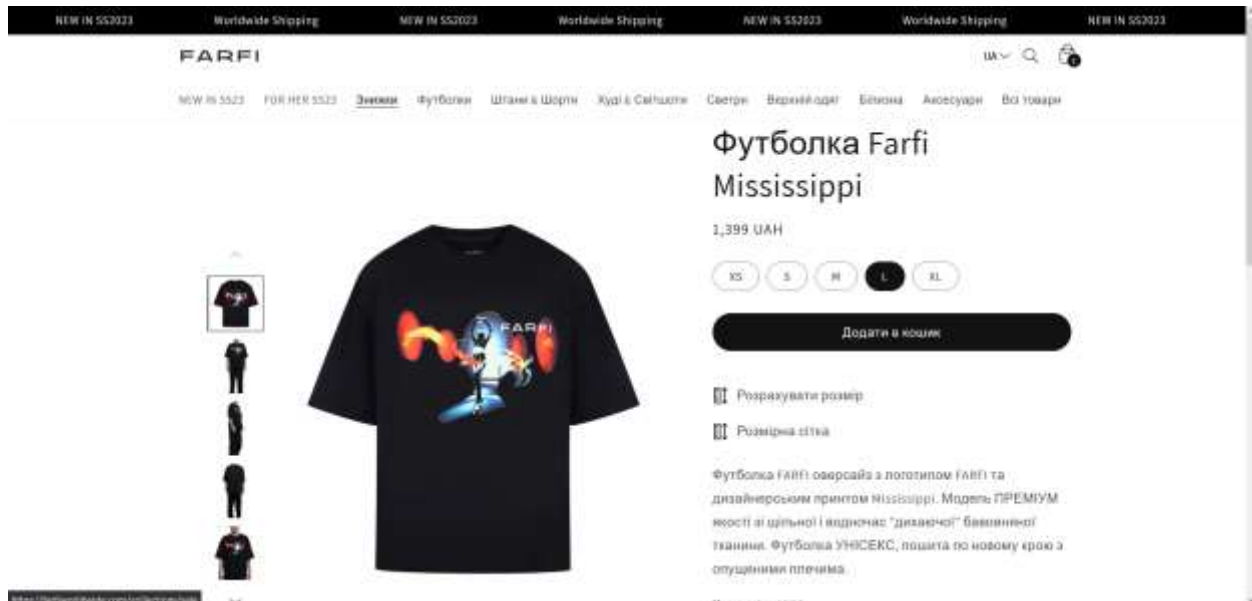 NEW IN SS2023 Worldwide Shipping NEW IN SS2023 Worldwide Shipping NEW IN SS2023 Worldwide Shipping NEW IN SS2023
FARFI
UA
NEW IN SS23 FOR HER SS23 Знижки Футболки Штани & Шорти Худі & Світшоти Светри Верхній одяг Білизна Аксесуари Всі товари
Футболка Farfi
Mississippi
1,399 UAH
XS S M L XL
FARFI
Додати в кошик
Розрахувати розмір
Розмірна сітка
Футболка FARFI оверсайз з логотипом FARFI та
дизайнерським принтом Mississippi. Модель ПРЕМІУМ
якості зі щільної і водночас "дихаючої" бавовняної
тканини. Футболка УНІСЕКС, пошита по новому крою з
опущеними плечима.